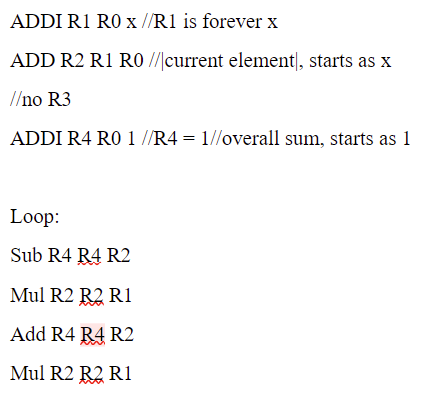 ADDI R1 R0 x //R1 is forever x
ADD R2 R1 R0 //|current element|, starts as x
//no R3
ADDI R4 R0 1 //R4 = 1//overall sum, starts as 1
Loop:
Sub R4 R4 R2
Mul R2 R2 R1
Add R4 R4 R2
Mul R2 R2 R1